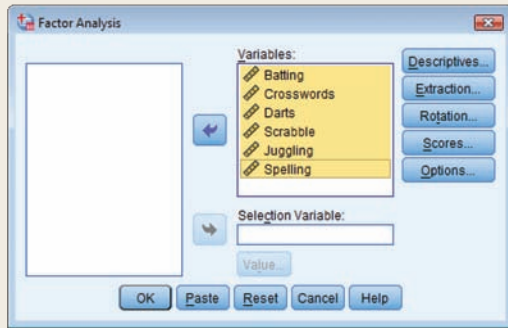 Factor Analysis
Variables:
Batting
Crosswords
Darts
Scrabble
Juggling
Spelling
Descriptives...
Extraction...
Rotation...
Scores...
Options...
Selection Variable:
Value...
OK Paste Reset Cancel Help